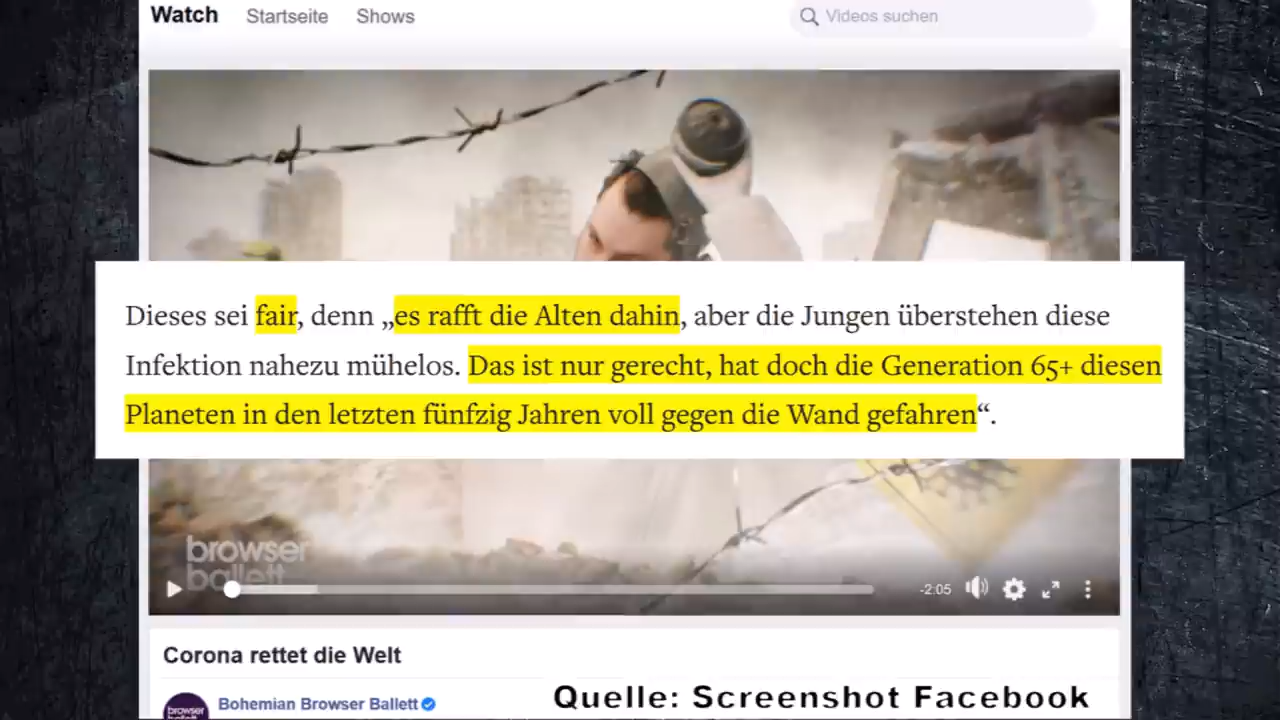 Watch Startseite Shows Videos suchen
Dieses sei fair, denn „es rafft die Alten dahin, aber die Jungen überstehen diese
Infektion nahezu mühelos. Das ist nur gerecht, hat doch die Generation 65+ diesen
Planeten in den letzten fünfzig Jahren voll gegen die Wand gefahren“.
browser
ballett
-2:05
Corona rettet die Welt
browser
Bohemian Browser Ballett
Quelle: Screenshot Facebook